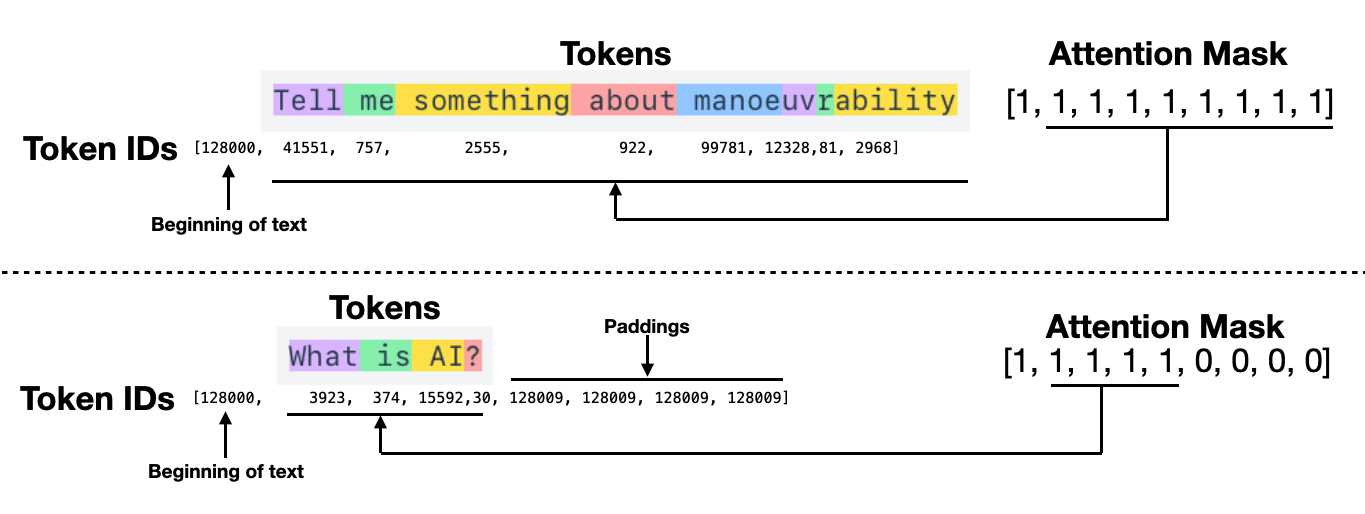 Tokens
Attention Mask
Tell me something about manoeuvrability
[1, 1, 1, 1, 1, 1, 1, 1, 1]
Token IDs [128000, 41551, 757, 2555, 922, 99781, 12328,81, 2968]
Beginning of text
Tokens
Paddings
Attention Mask
What is AI?
[1, 1, 1, 1, 1, 0, 0, 0, 0]
Token IDs [128000, 3923, 374, 15592,30, 128009, 128009, 128009, 128009]
Beginning of text